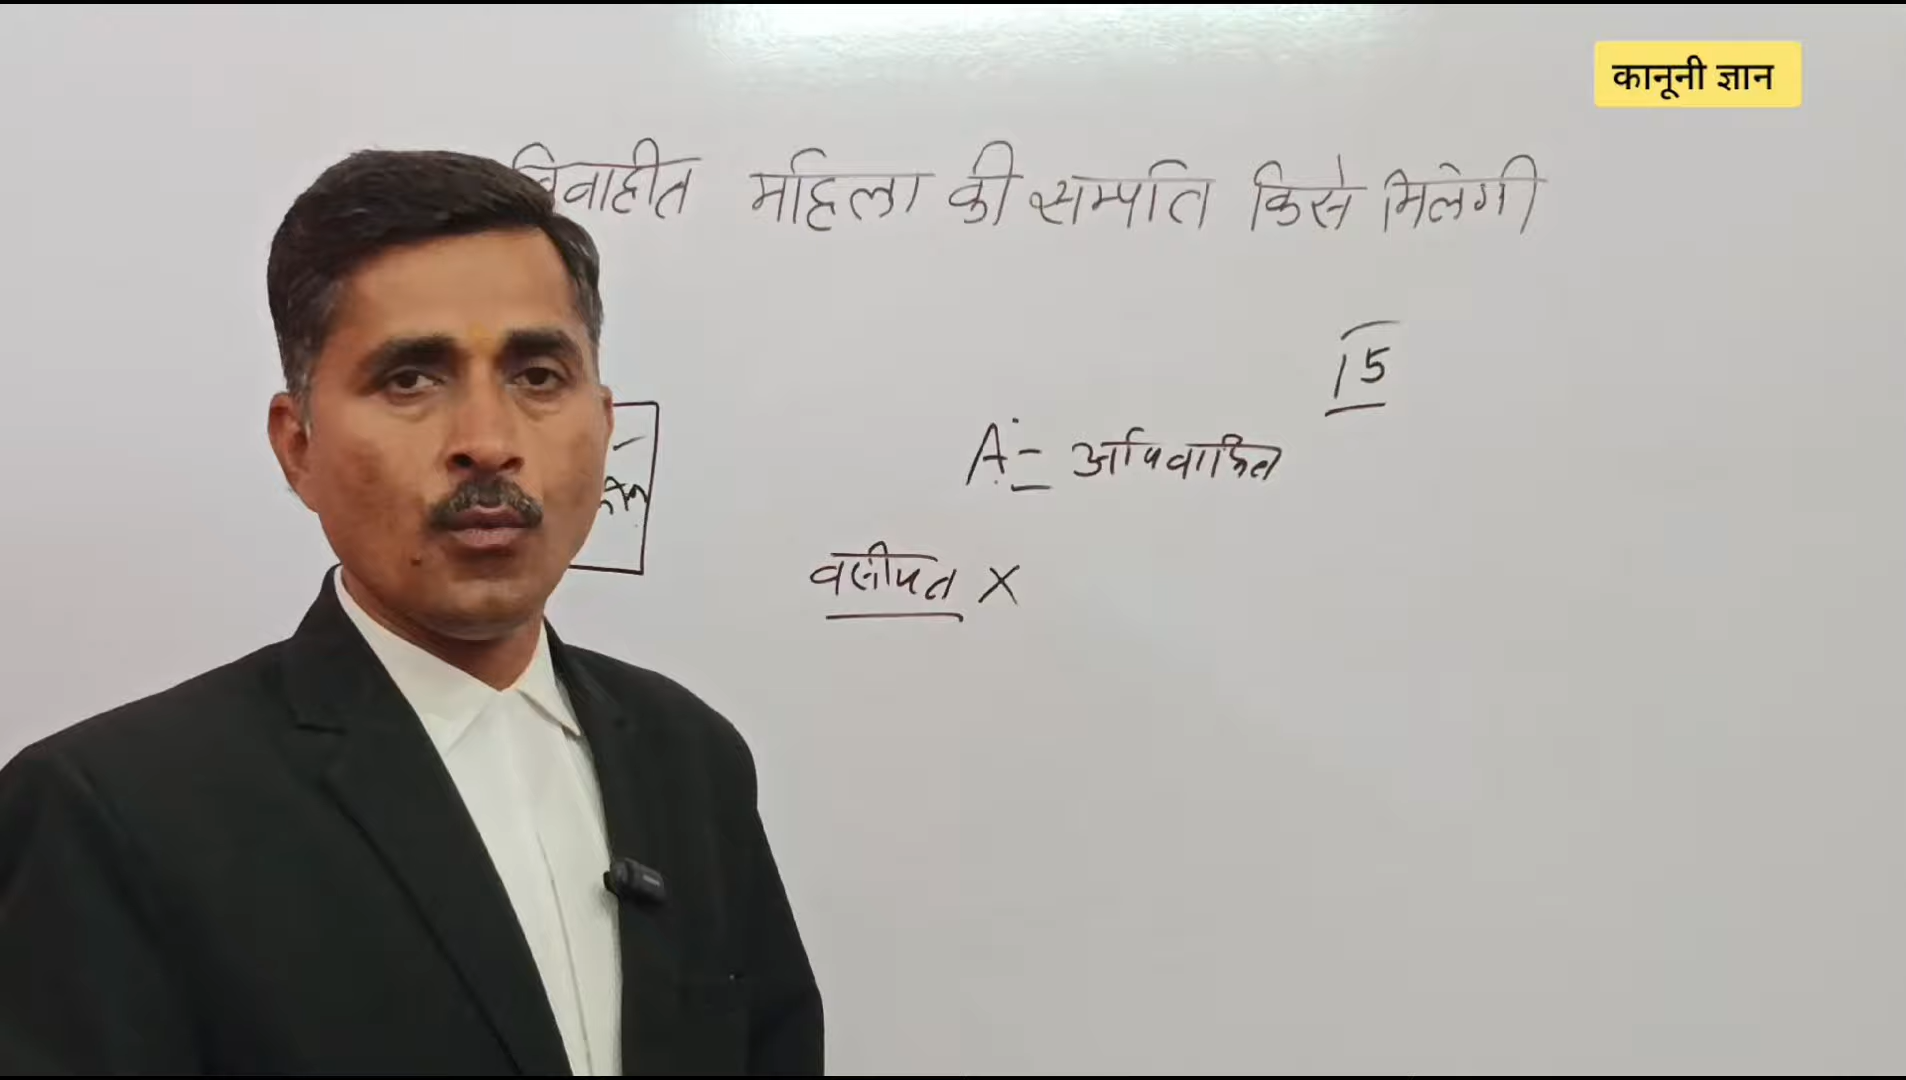 कानूनी ज्ञान
विवाहीत महिला की सम्पति किसे मिलेगी
15
A:- अविवाहित
वसीयत X